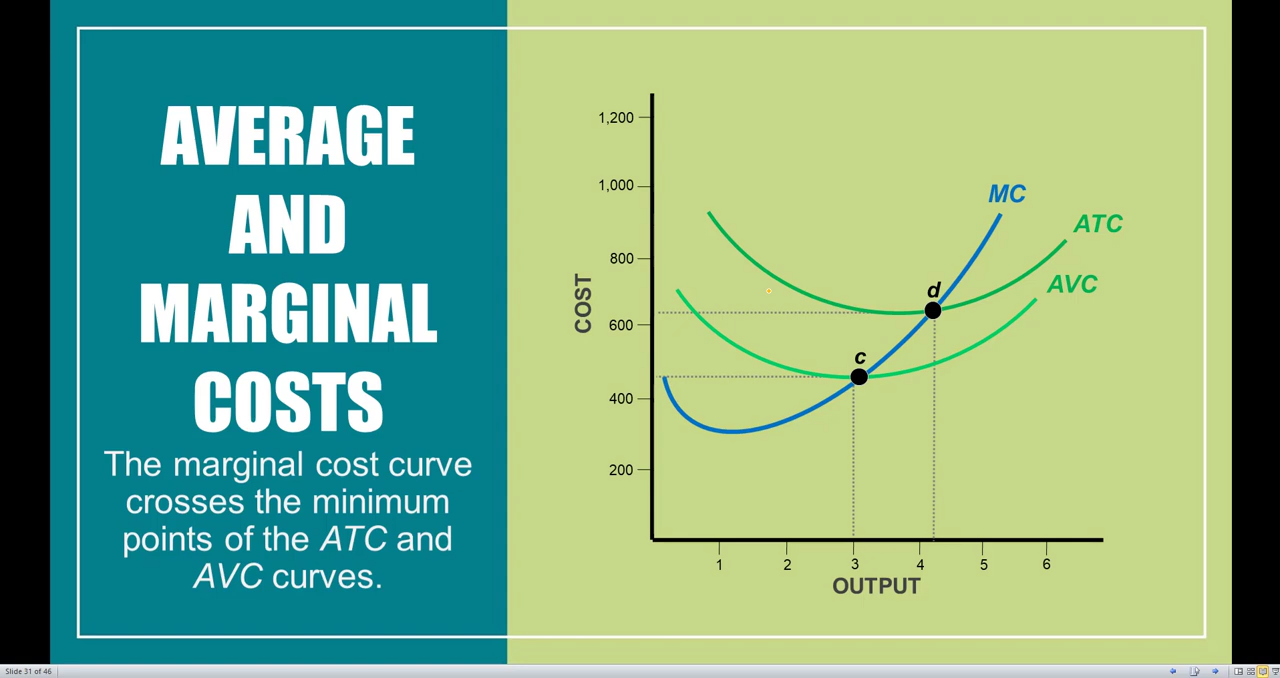 AVERAGE
AND
MARGINAL
COSTS
The marginal cost curve
crosses the minimum
points of the ATC and
AVC curves.
COST
1,200
1,000
800
600
400
200
MC
ATC
AVC
d
c
1 2 3 4 5 6
OUTPUT
Slide 31 of 46